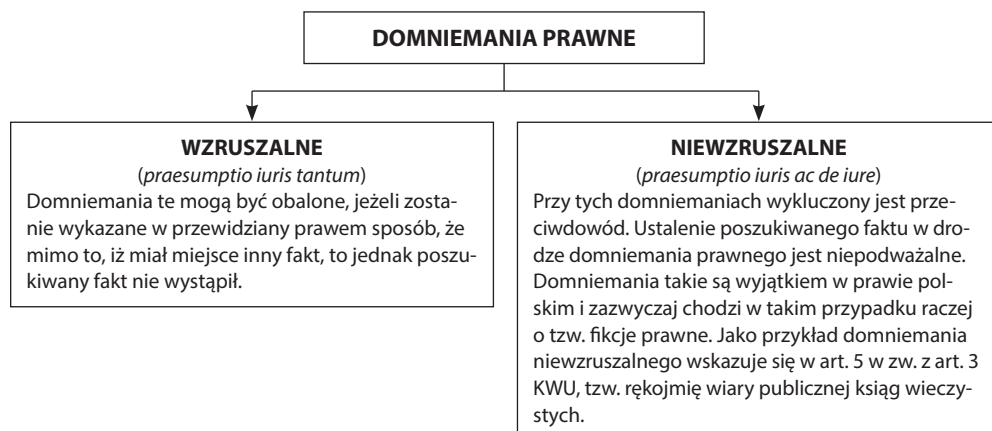 DOMNIEMANIA PRAWNE
WZRUSZALNE
(praesumptio iuris tantum)
Domniemania te mogą być obalone, jeżeli zosta-
nie wykazane w przewidziany prawem sposób, że
mimo to, iż miał miejsce inny fakt, to jednak poszu-
kiwany fakt nie wystąpił.
NIEWZRUSZALNE
(praesumptio iuris ac de iure)
Przy tych domniemaniach wykluczony jest prze-
ciwdowód. Ustalenie poszukiwanego faktu w dro-
dze domniemania prawnego jest niepodważalne.
Domniemania takie są wyjątkiem w prawie pol-
skim i zazwyczaj chodzi w takim przypadku raczej
o tzw. fikcje prawne. Jako przykład domniemania
niewzruszalnego wskazuje się w art. 5 w zw. z art. 3
KWU, tzw. rękojmię wiary publicznej ksiąg wieczy-
stych.